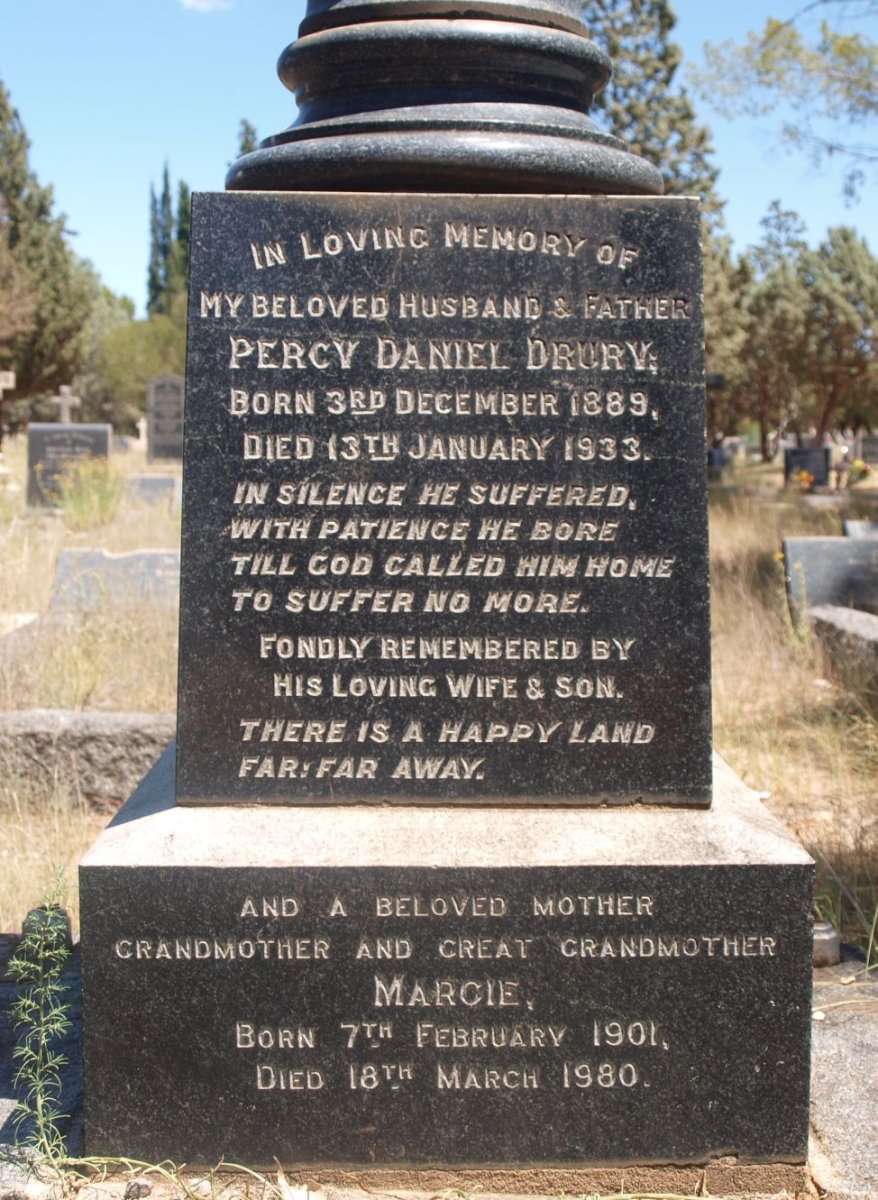 IN LOVING MEMORY OF
MY BELOVED HUSBAND & FATHER
PERCY DANIEL DRURY,
BORN 3RD DECEMBER 1889,
DIED 13TH JANUARY 1933.
IN SILENCE HE SUFFERED,
WITH PATIENCE HE BORE
TILL GOD CALLED HIM HOME
TO SUFFER NO MORE.
FONDLY REMEMBERED BY
HIS LOVING WIFE & SON.
THERE IS A HAPPY LAND
FAR, FAR AWAY.
AND A BELOVED MOTHER
GRANDMOTHER AND GREAT GRANDMOTHER
MARGIE,
BORN 7TH FEBRUARY 1901,
DIED 18TH MARCH 1980.